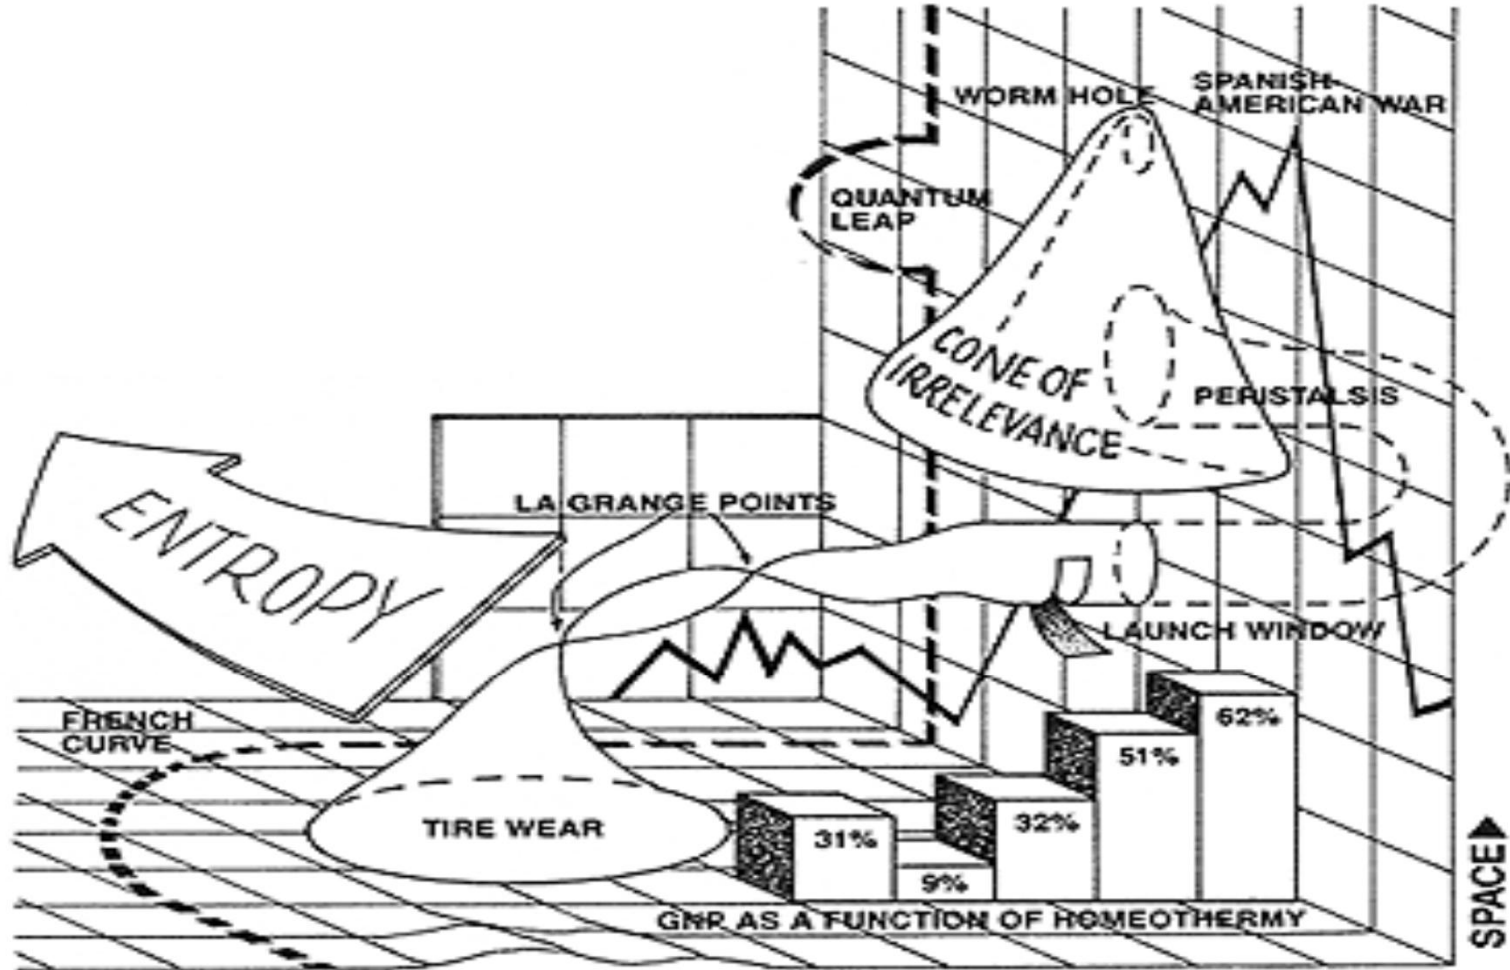 WORM HOLE
SPANISH-
AMERICAN WAR
QUANTUM
LEAP
CONE OF
IRRELEVANCE
PERISTALSIS
LA GRANGE POINTS
ENTROPY
LAUNCH WINDOW
FRENCH
CURVE
TIRE WEAR
31%
9%
32%
51%
62%
GNP AS A FUNCTION OF HOMEOTHERMY
SPACE▶